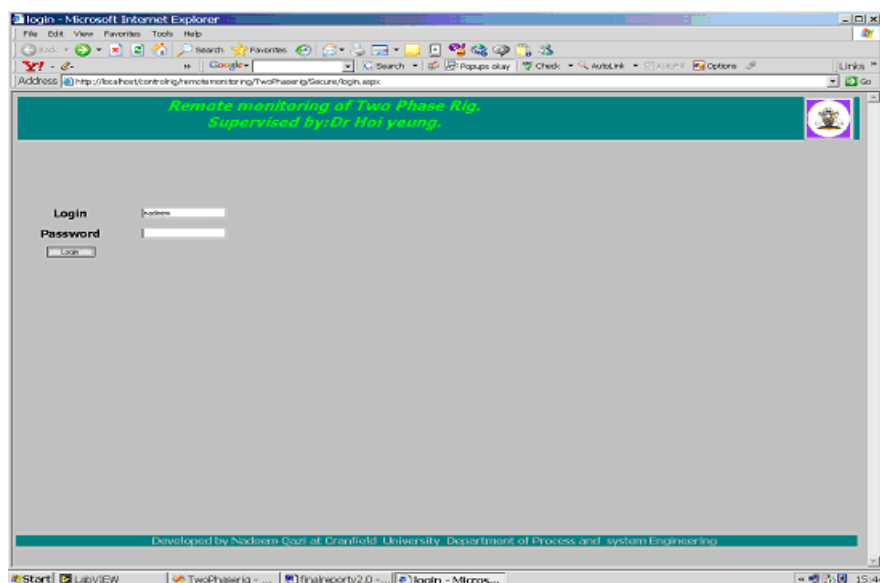 login - Microsoft Internet Explorer
File Edit View Favorites Tools Help
Back Search Favorites
Y! Google Search Popups okay Check AutoLink AutoFill Options Links »
Address http://localhost/controlrig/remotemonitoring/TwoPhaserig/Secure/login.aspx Go
Remote monitoring of Two Phase Rig.
Supervised by:Dr Hoi yeung.
Login nadeem
Password
Login
Developed by Nadeem Qazi at Cranfield University Department of Process and system Engineering
Start LabVIEW TwoPhaserig - ... finalreportv2.0 -... login - Micros...